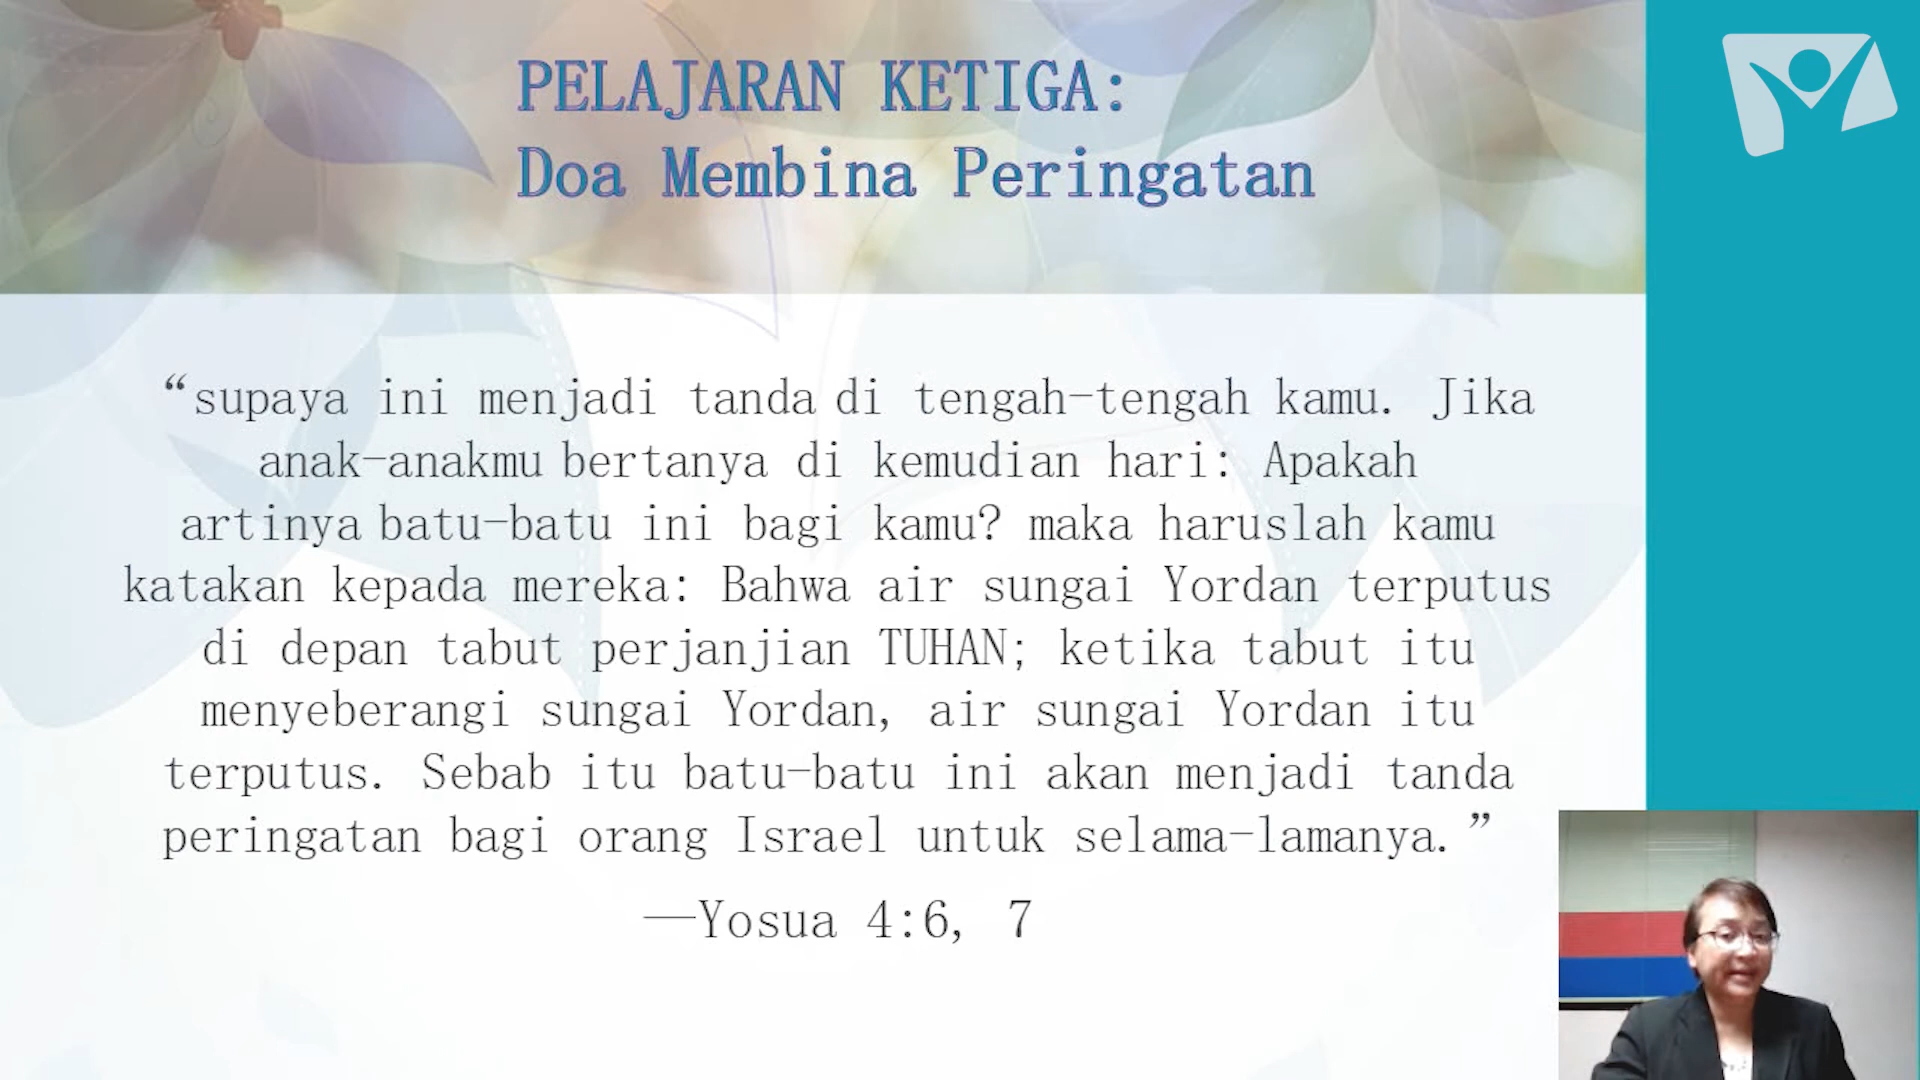 PELAJARAN KETIGA:
Doa Membina Peringatan
“supaya ini menjadi tanda di tengah-tengah kamu. Jika
anak-anakmu bertanya di kemudian hari: Apakah
artinya batu-batu ini bagi kamu? maka haruslah kamu
katakan kepada mereka: Bahwa air sungai Yordan terputus
di depan tabut perjanjian TUHAN; ketika tabut itu
menyeberangi sungai Yordan, air sungai Yordan itu
terputus. Sebab itu batu-batu ini akan menjadi tanda
peringatan bagi orang Israel untuk selama-lamanya.”
—Yosua 4:6, 7